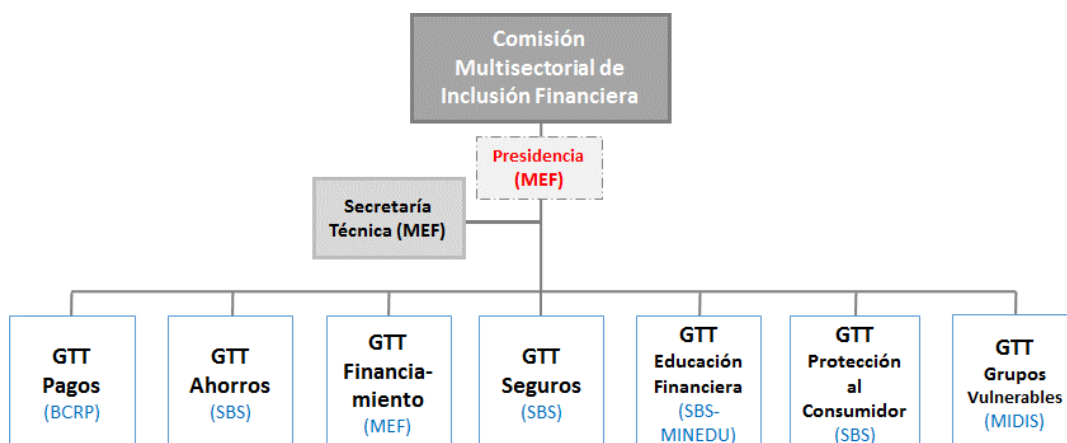 Comisión
Multisectorial de
Inclusión Financiera
Presidencia
(MEF)
Secretaría
Técnica (MEF)
GTT
Pagos
(BCRP)
GTT
Ahorros
(SBS)
GTT
Financia-
miento
(MEF)
GTT
Seguros
(SBS)
GTT
Educación
Financiera
(SBS-
MINEDU)
GTT
Protección
al
Consumidor
(SBS)
GTT
Grupos
Vulnerables
(MIDIS)